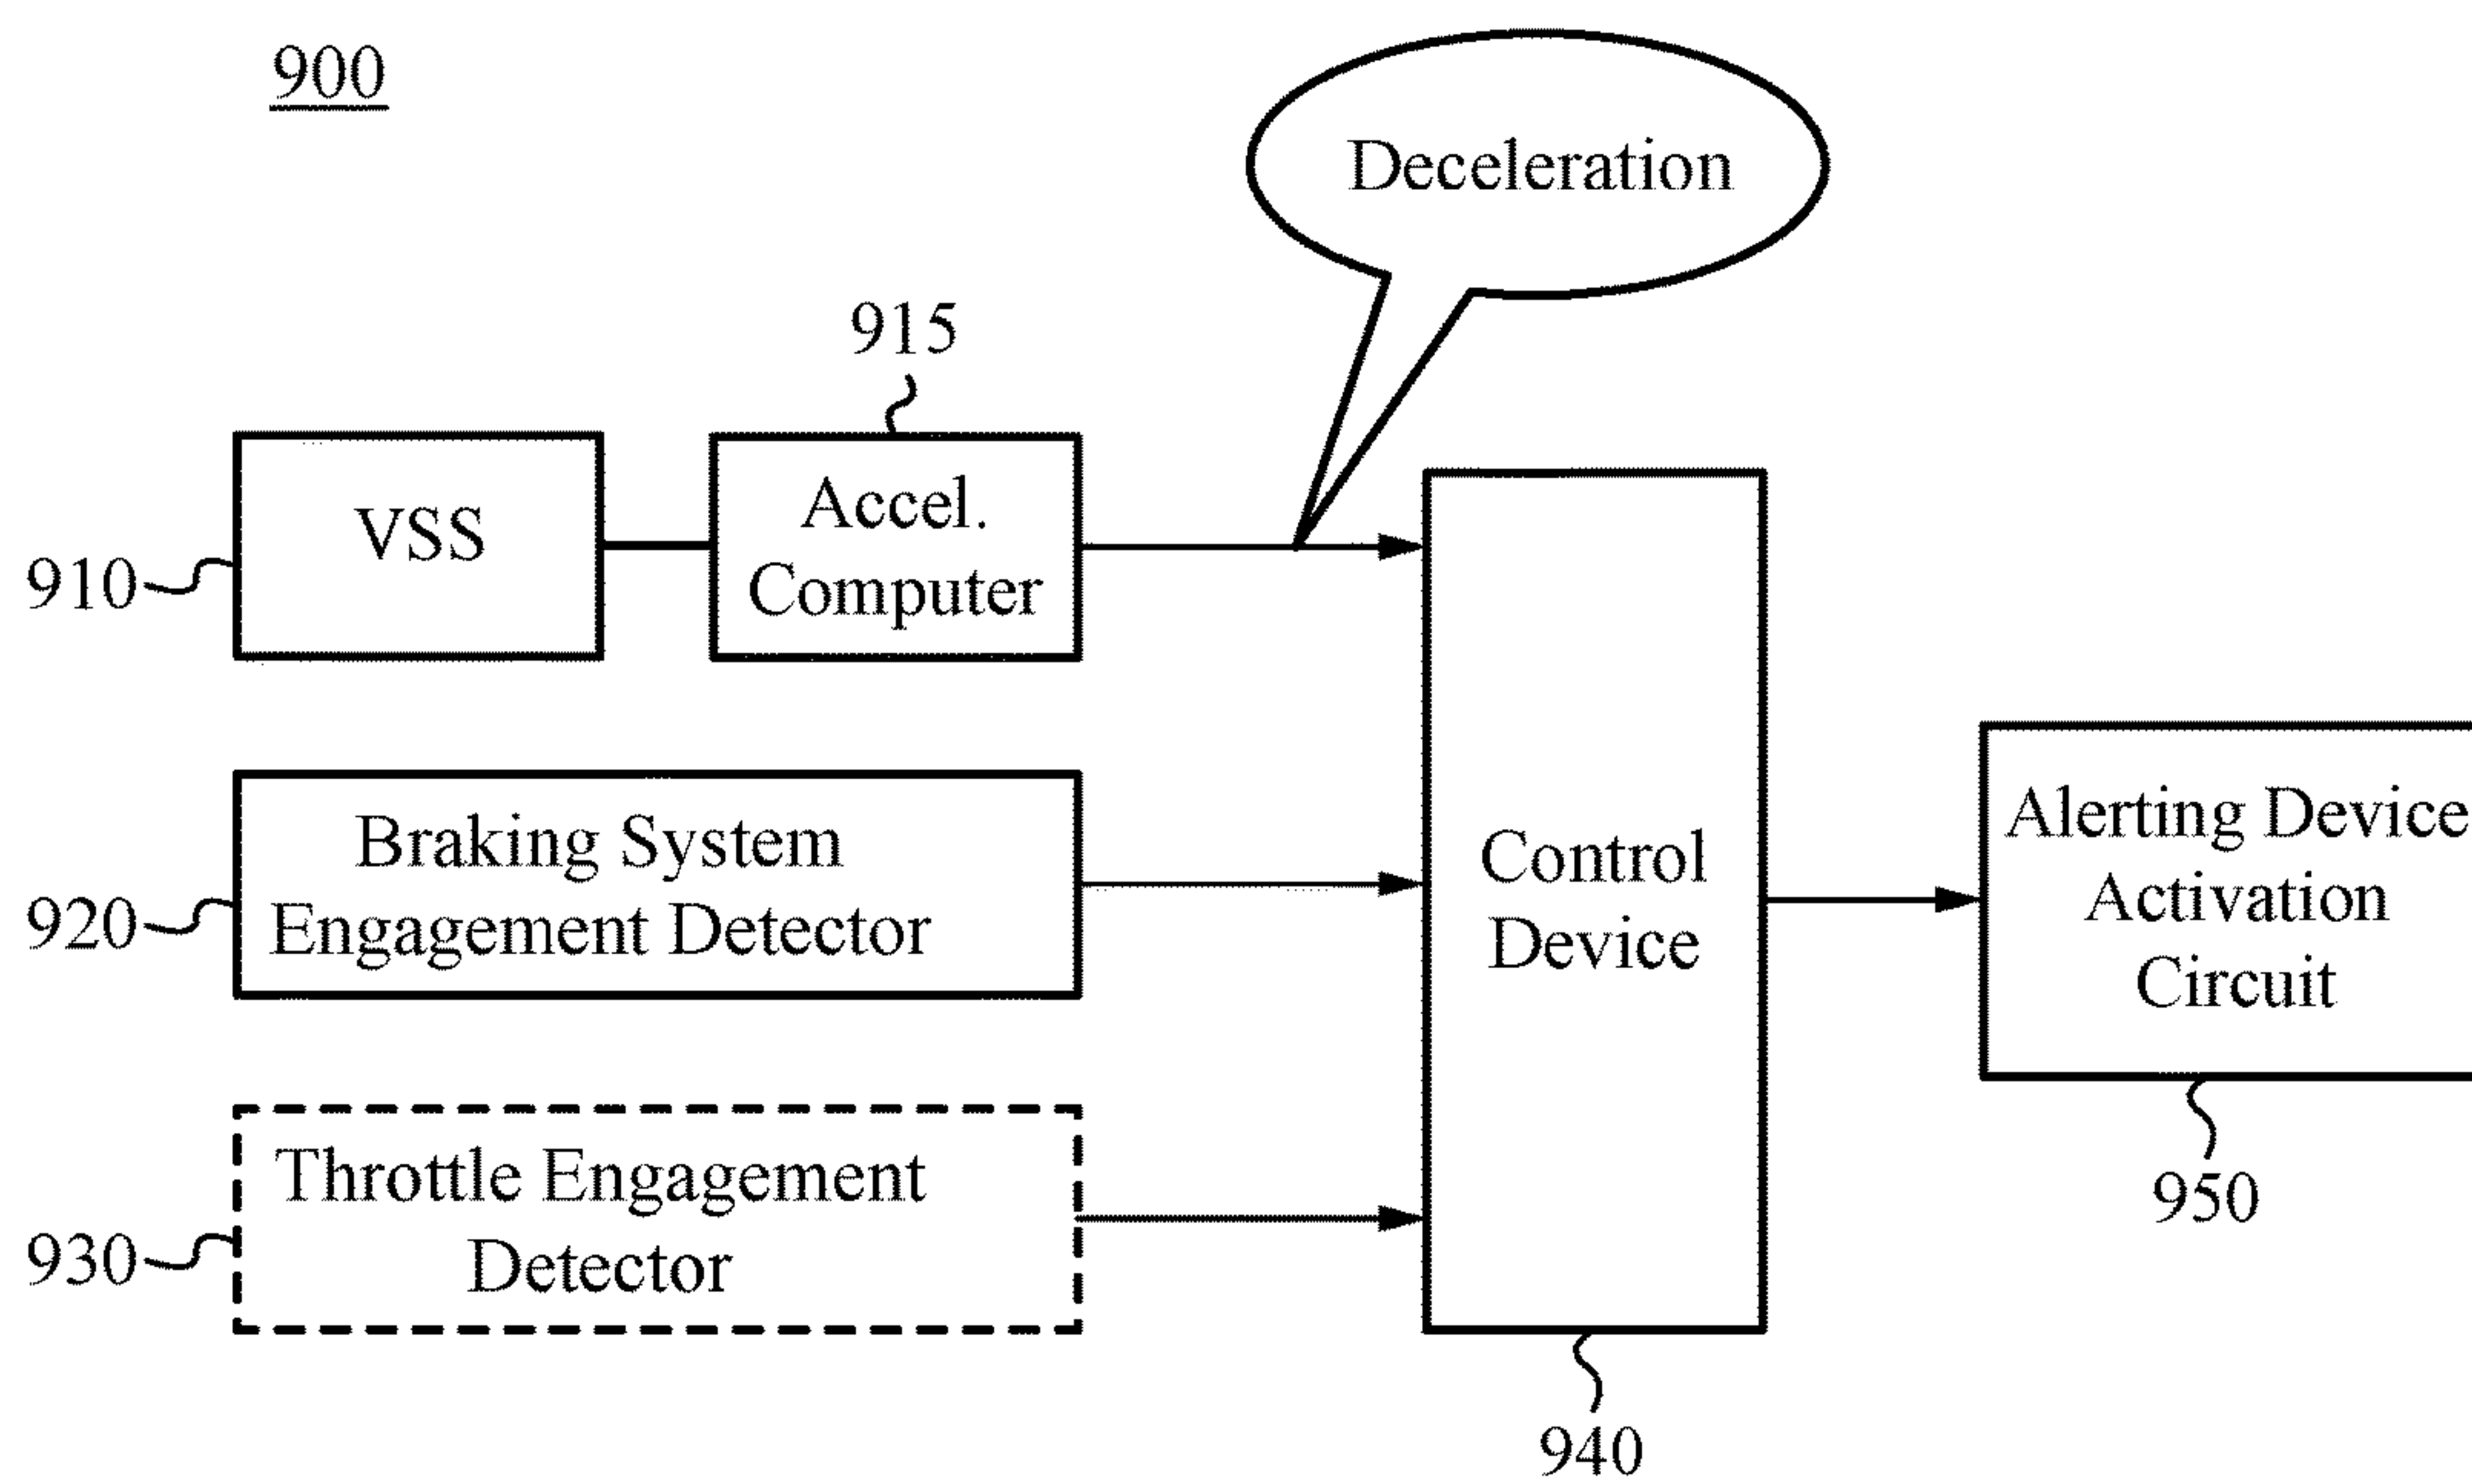 900
Deceleration
915
VSS
Accel.
Computer
910
Braking System
Engagement Detector
920
Control
Device
Alerting Device
Activation
Circuit
Throttle Engagement
Detector
930
950
940